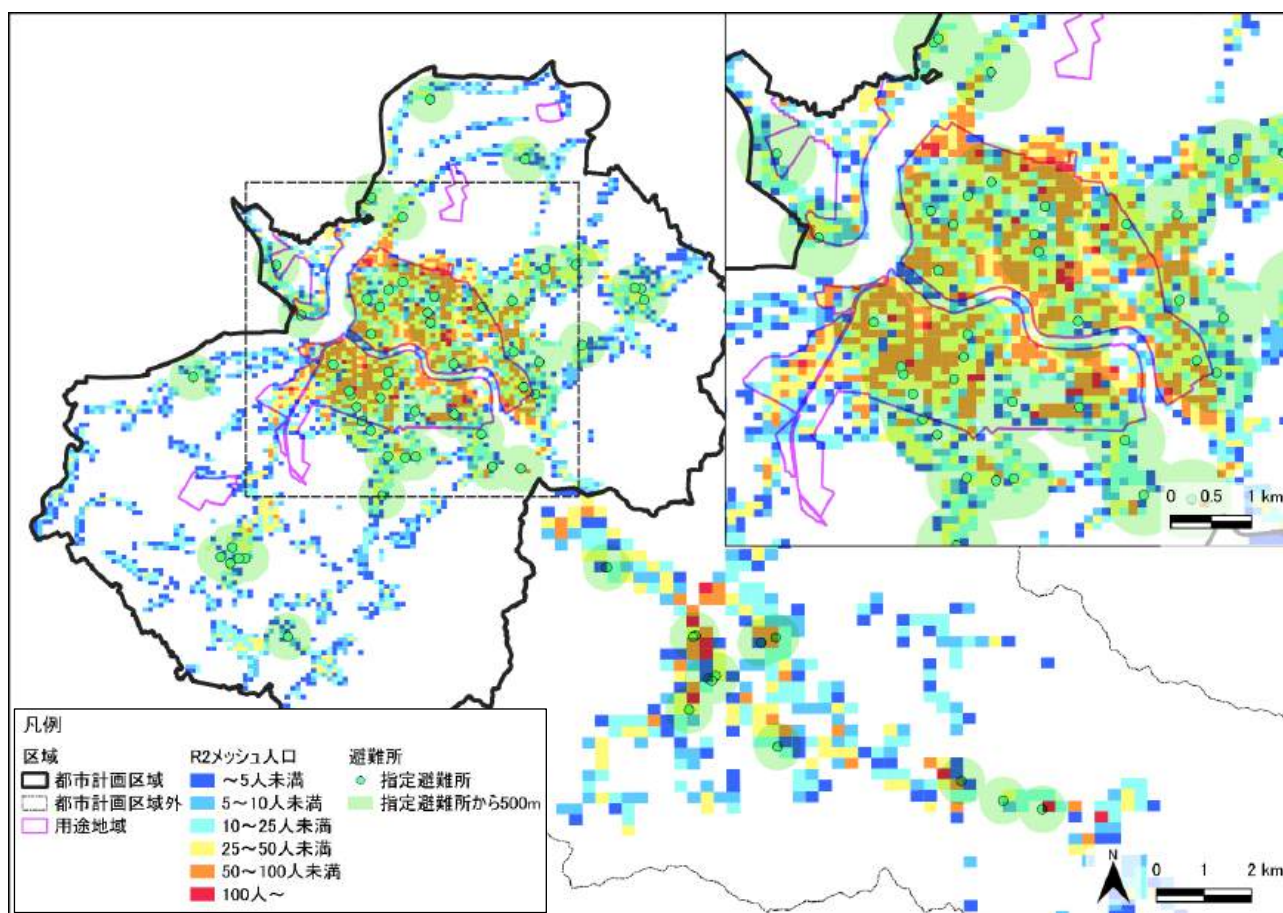 0 0.5 1 km
凡例
区域
都市計画区域
都市計画区域外
用途地域
R2メッシュ人口
～5人未満
5～10人未満
10～25人未満
25～50人未満
50～100人未満
100人～
避難所
指定避難所
指定避難所から500m
N
0 1 2 km